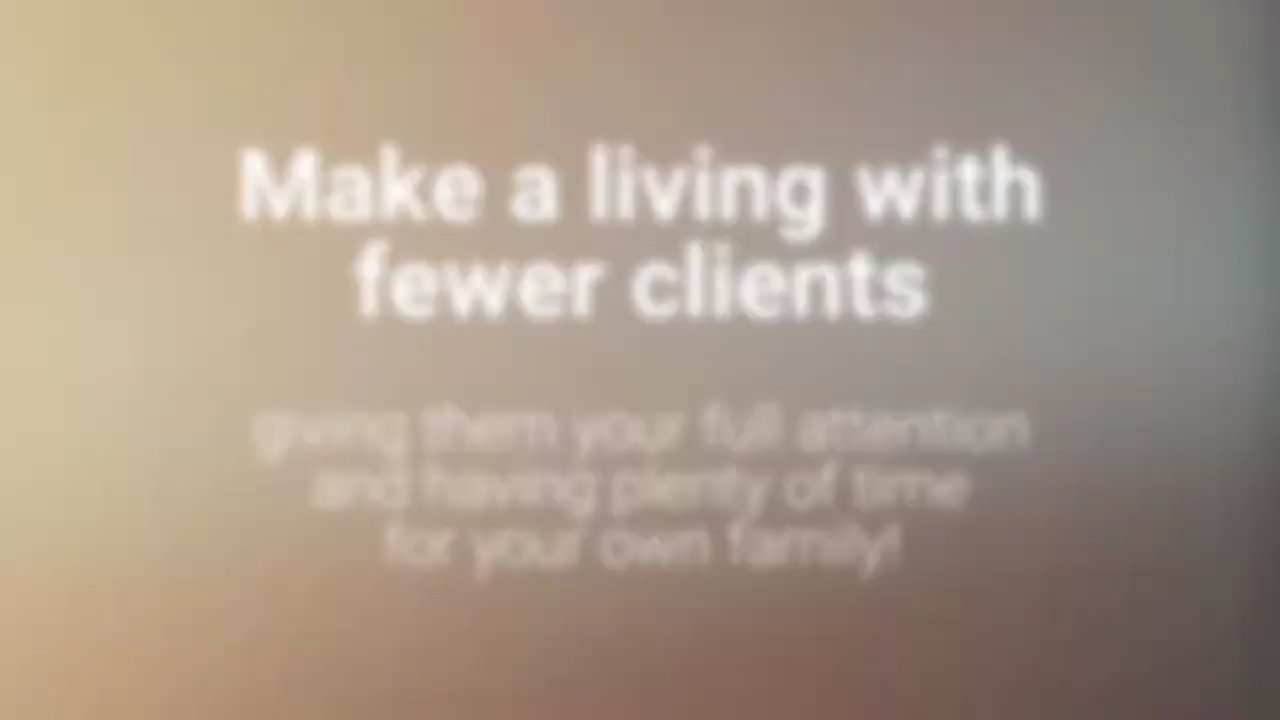 Make a living with
fewer clients
giving them your full attention
and having plenty of time
for your own family!